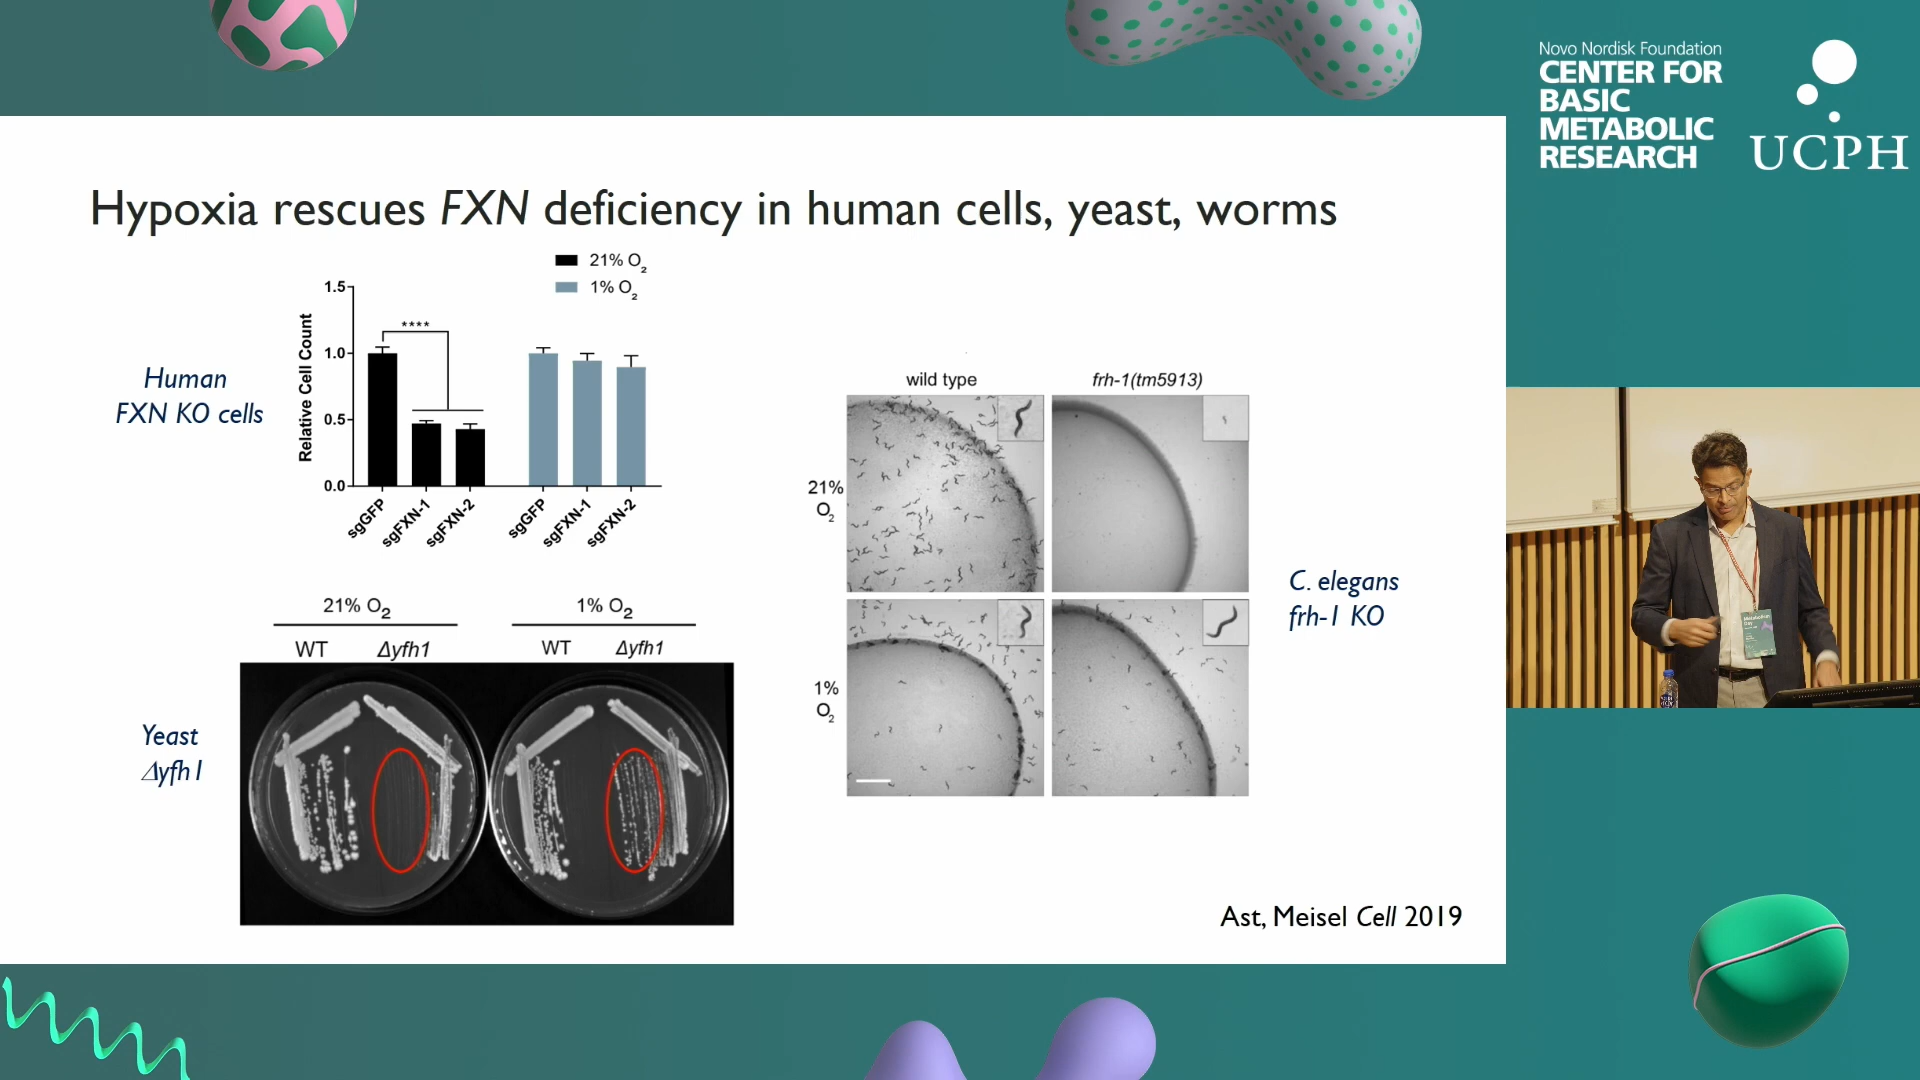 Novo Nordisk Foundation
CENTER FOR
BASIC
METABOLIC
RESEARCH
UCPH
Hypoxia rescues FXN deficiency in human cells, yeast, worms
21% O2
1% O2
Human
FXN KO cells
Relative Cell Count
1.5
1.0
0.5
0.0
****
sgGFP
sgFXN-1
sgFXN-2
sgGFP
sgFXN-1
sgFXN-2
wild type
frh-1(tm5913)
21%
O2
1%
O2
C. elegans
frh-1 KO
21% O2
1% O2
WT
Δyfh1
WT
Δyfh1
Yeast
Δyfh1
Ast, Meisel Cell 2019